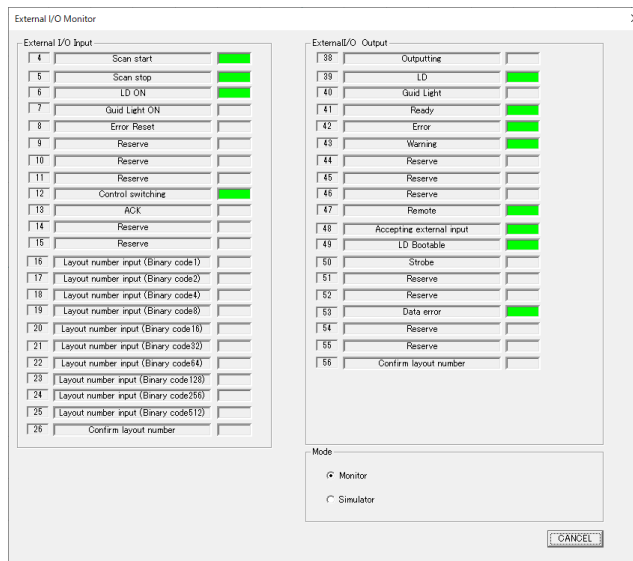 External I/O Monitor
External I/O Input
4 Scan start
5 Scan stop
6 LD ON
7 Guid Light ON
8 Error Reset
9 Reserve
10 Reserve
11 Reserve
12 Control switching
13 ACK
14 Reserve
15 Reserve
16 Layout number input (Binary code1)
17 Layout number input (Binary code2)
18 Layout number input (Binary code4)
19 Layout number input (Binary code8)
20 Layout number input (Binary code16)
21 Layout number input (Binary code32)
22 Layout number input (Binary code64)
23 Layout number input (Binary code128)
24 Layout number input (Binary code256)
25 Layout number input (Binary code512)
26 Confirm layout number
ExternalI/O Output
38 Outputting
39 LD
40 Guid Light
41 Ready
42 Error
43 Warning
44 Reserve
45 Reserve
46 Reserve
47 Remote
48 Accepting external input
49 LD Bootable
50 Strobe
51 Reserve
52 Reserve
53 Data error
54 Reserve
55 Reserve
56 Confirm layout number
Mode
Monitor
Simulator
CANCEL